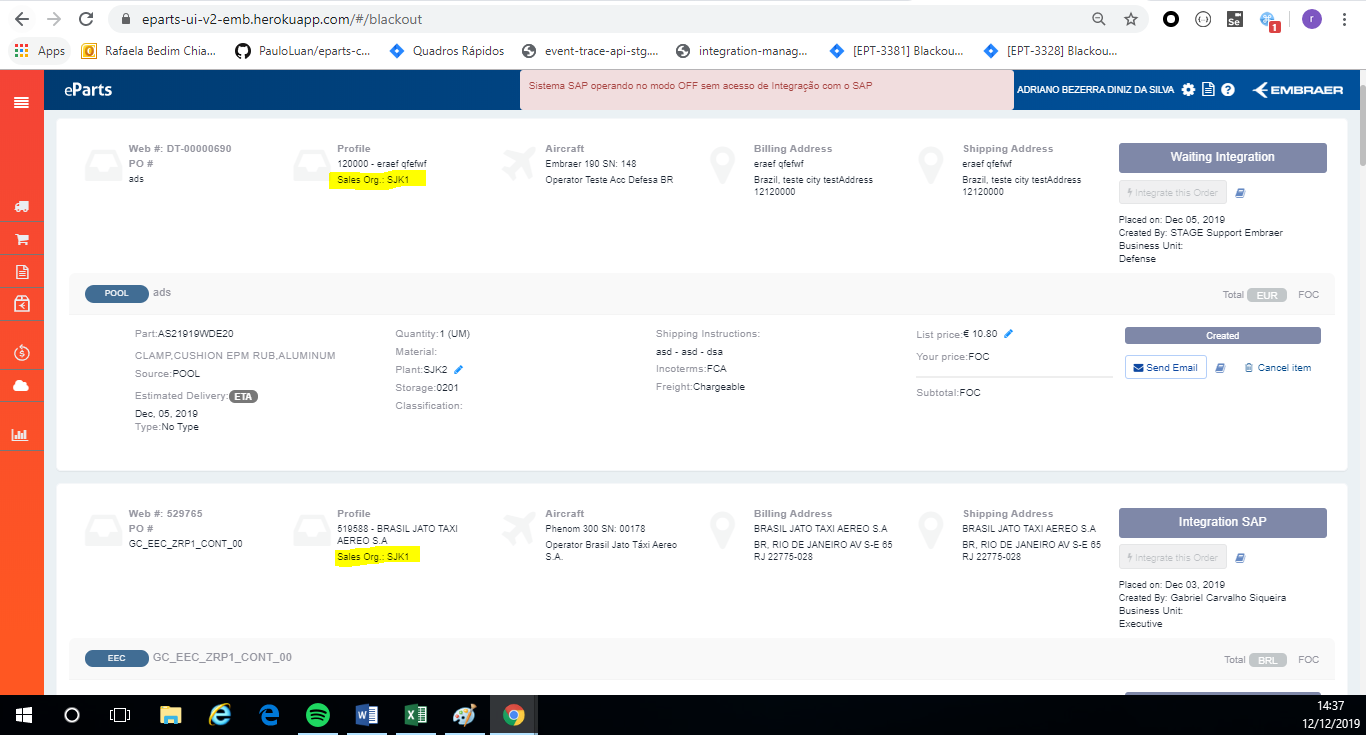 eparts-ui-v2-emb.herokuapp.com/#/blackout
Se
1
r
Apps
Rafaela Bedim Chia...
PauloLuan/eparts-c...
Quadros Rápidos
event-trace-api-stg....
integration-manag...
[EPT-3381] Blackou...
[EPT-3328] Blackou...
eParts
Sistema SAP operando no modo OFF sem acesso de Integração com o SAP
ADRIANO BEZERRA DINIZ DA SILVA
EMBRAER
Web #: DT-00000690
PO #
ads
Profile
120000 - eraef qfefwf
Sales Org.: SJK1
Aircraft
Embraer 190 SN: 148
Operator Teste Acc Defesa BR
Billing Address
eraef qfefwf
Brazil, teste city testAddress
12120000
Shipping Address
eraef qfefwf
Brazil, teste city testAddress
12120000
Waiting Integration
Integrate this Order
Placed on: Dec 05, 2019
Created By: STAGE Support Embraer
Business Unit:
Defense
POOL ads
Total EUR FOC
Part:AS21919WDE20
CLAMP,CUSHION EPM RUB,ALUMINUM
Source:POOL
Estimated Delivery: ETA
Dec, 05, 2019
Type:No Type
Quantity:1 (UM)
Material:
Plant:SJK2
Storage:0201
Classification:
Shipping Instructions:
asd - asd - dsa
Incoterms:FCA
Freight:Chargeable
List price:€ 10.80
Your price:FOC
Subtotal:FOC
Created
Send Email
Cancel item
Web #: 529765
PO #
GC_EEC_ZRP1_CONT_00
Profile
519588 - BRASIL JATO TAXI
AEREO S.A
Sales Org.: SJK1
Aircraft
Phenom 300 SN: 00178
Operator Brasil Jato Táxi Aereo
S.A.
Billing Address
BRASIL JATO TAXI AEREO S.A
BR, RIO DE JANEIRO AV S-E 65
RJ 22775-028
Shipping Address
BRASIL JATO TAXI AEREO S.A
BR, RIO DE JANEIRO AV S-E 65
RJ 22775-028
Integration SAP
Integrate this Order
Placed on: Dec 03, 2019
Created By: Gabriel Carvalho Siqueira
Business Unit:
Executive
EEC GC_EEC_ZRP1_CONT_00
Total BRL FOC
14:37
12/12/2019